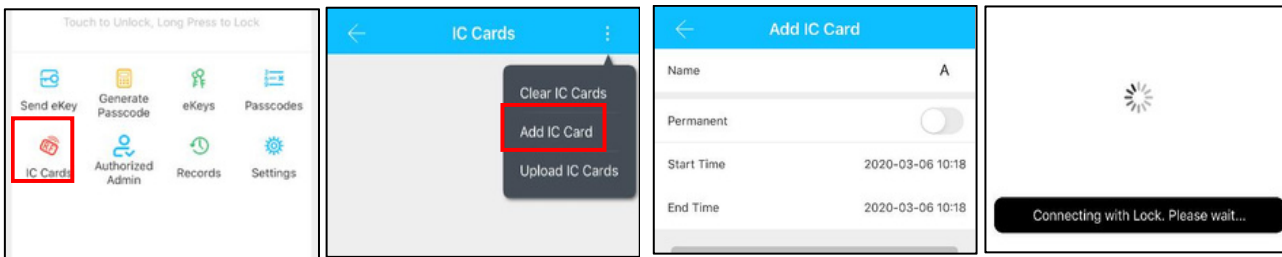 Touch to Unlock, Long Press to Lock
Send eKey
Generate
Passcode
eKeys
Passcodes
IC Cards
Authorized
Admin
Records
Settings
IC Cards
Clear IC Cards
Add IC Card
Upload IC Cards
Add IC Card
Name A
Permanent
Start Time 2020-03-06 10:18
End Time 2020-03-06 10:18
Connecting with Lock. Please wait...